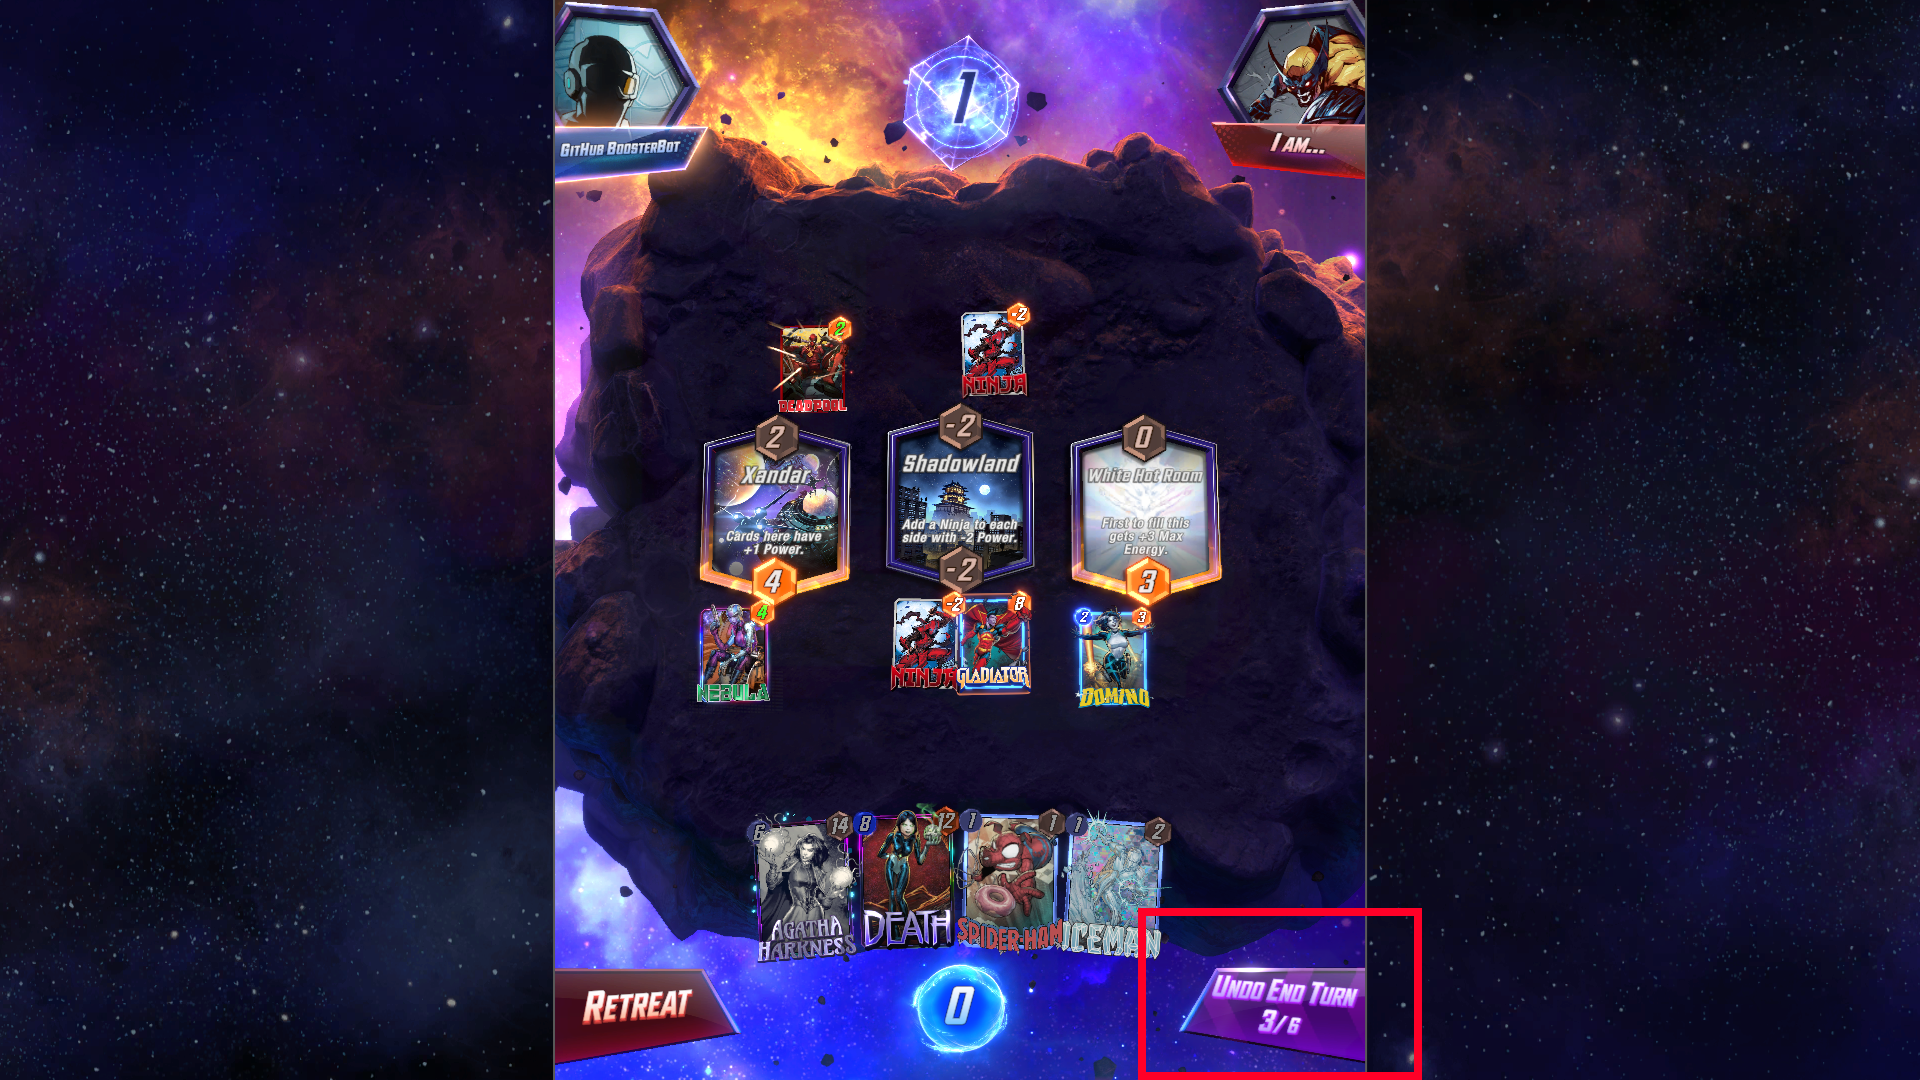 1
GitHub BoosterBot
I Am...
2
DEADPOOL
-2
NINJA
2
Xandar
Cards here have
+1 Power.
4
-2
Shadowland
Add a Ninja to each
side with -2 Power.
-2
0
White Hot Room
First to fill this
gets +3 Max
Energy.
3
4
NEBULA
-2
NINJA
8
GLADIATOR
2
3
DOMINO
6
14
AGATHA
HARKNESS
8
12
DEATH
1
1
SPIDER-HAM
1
2
ICEMAN
Retreat
0
Undo End Turn
3/6